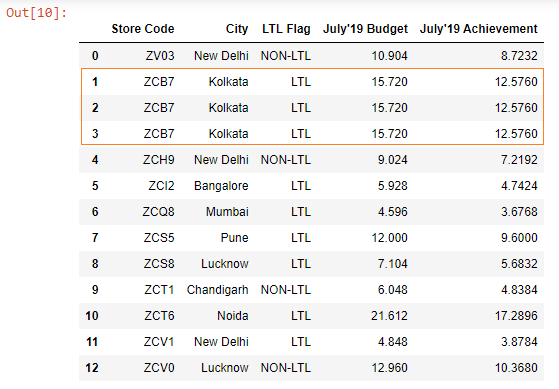 Out[10]:
Store Code City LTL Flag July'19 Budget July'19 Achievement
0 ZV03 New Delhi NON-LTL 10.904 8.7232
1 ZCB7 Kolkata LTL 15.720 12.5760
2 ZCB7 Kolkata LTL 15.720 12.5760
3 ZCB7 Kolkata LTL 15.720 12.5760
4 ZCH9 New Delhi NON-LTL 9.024 7.2192
5 ZCI2 Bangalore LTL 5.928 4.7424
6 ZCQ8 Mumbai LTL 4.596 3.6768
7 ZCS5 Pune LTL 12.000 9.6000
8 ZCS8 Lucknow LTL 7.104 5.6832
9 ZCT1 Chandigarh NON-LTL 6.048 4.8384
10 ZCT6 Noida LTL 21.612 17.2896
11 ZCV1 New Delhi LTL 4.848 3.8784
12 ZCV0 Lucknow NON-LTL 12.960 10.3680